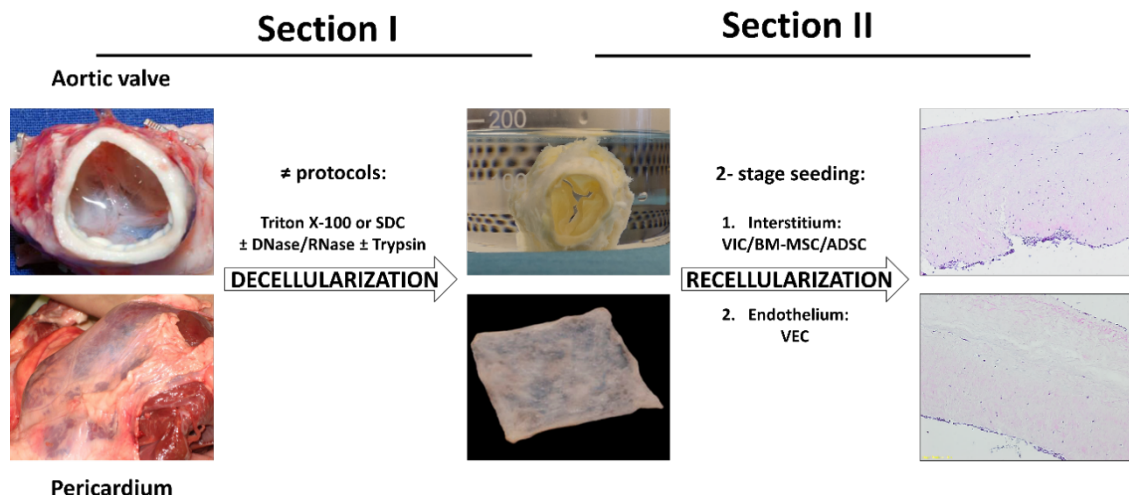 Section I
Section II
Aortic valve
≠ protocols:
Triton X-100 or SDC
± DNase/RNase ± Trypsin
DECELLULARIZATION
200
2- stage seeding:
1. Interstitium:
VIC/BM-MSC/ADSC
RECELLULARIZATION
2. Endothelium:
VEC
Pericardium